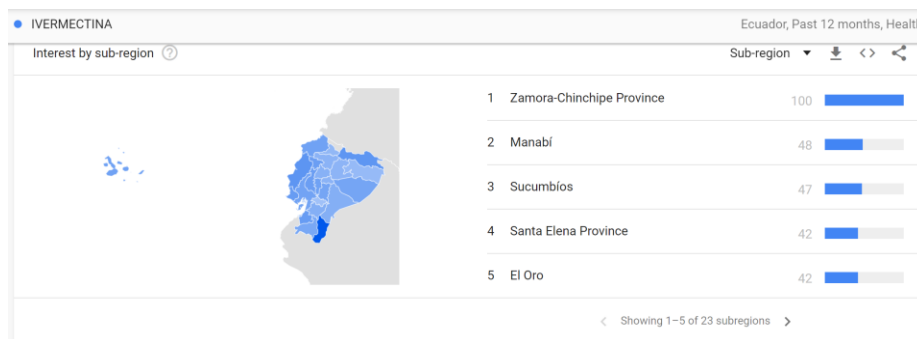 IVERMECTINA Ecuador, Past 12 months, Healt
Interest by sub-region Sub-region
1 Zamora-Chinchipe Province 100
2 Manabí 48
3 Sucumbíos 47
4 Santa Elena Province 42
5 El Oro 42
Showing 1–5 of 23 subregions